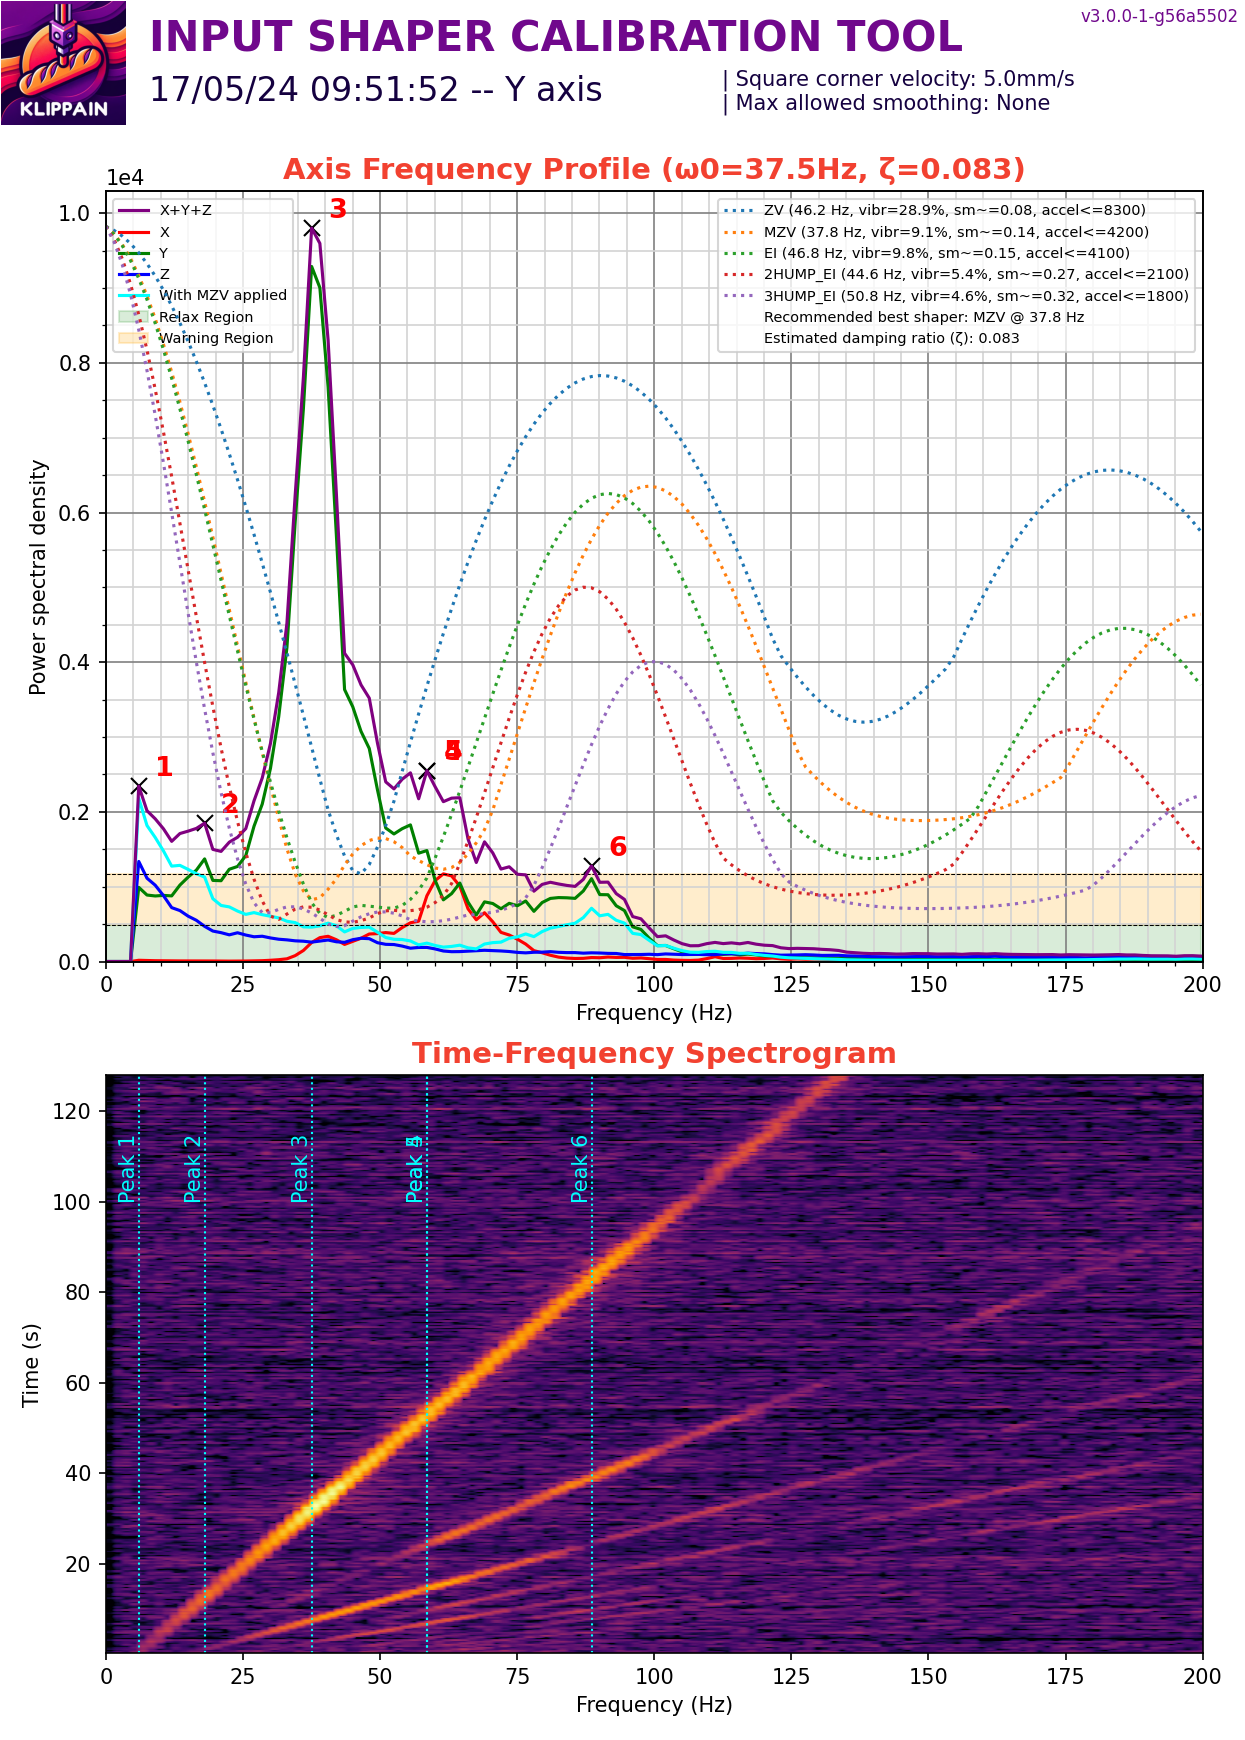 v3.0.0-1-g56a5502
INPUT SHAPER CALIBRATION TOOL
KLIPPAIN
17/05/24 09:51:52 -- Y axis
| Square corner velocity: 5.0mm/s
| Max allowed smoothing: None
Axis Frequency Profile (ω0=37.5Hz, ζ=0.083)
1e4
X+Y+Z
X
Y
Z
With MZV applied
Relax Region
Warning Region
ZV (46.2 Hz, vibr=28.9%, sm~=0.08, accel<=8300)
MZV (37.8 Hz, vibr=9.1%, sm~=0.14, accel<=4200)
EI (46.8 Hz, vibr=9.8%, sm~=0.15, accel<=4100)
2HUMP_EI (44.6 Hz, vibr=5.4%, sm~=0.27, accel<=2100)
3HUMP_EI (50.8 Hz, vibr=4.6%, sm~=0.32, accel<=1800)
Recommended best shaper: MZV @ 37.8 Hz
Estimated damping ratio (ζ): 0.083
1.0
0.8
0.6
0.4
0.2
0.0
Power spectral density
1
2
3
6
0 25 50 75 100 125 150 175 200
Frequency (Hz)
Time-Frequency Spectrogram
120
100
80
60
40
20
Time (s)
Peak 1
Peak 2
Peak 3
Peak
Peak 6
0 25 50 75 100 125 150 175 200
Frequency (Hz)